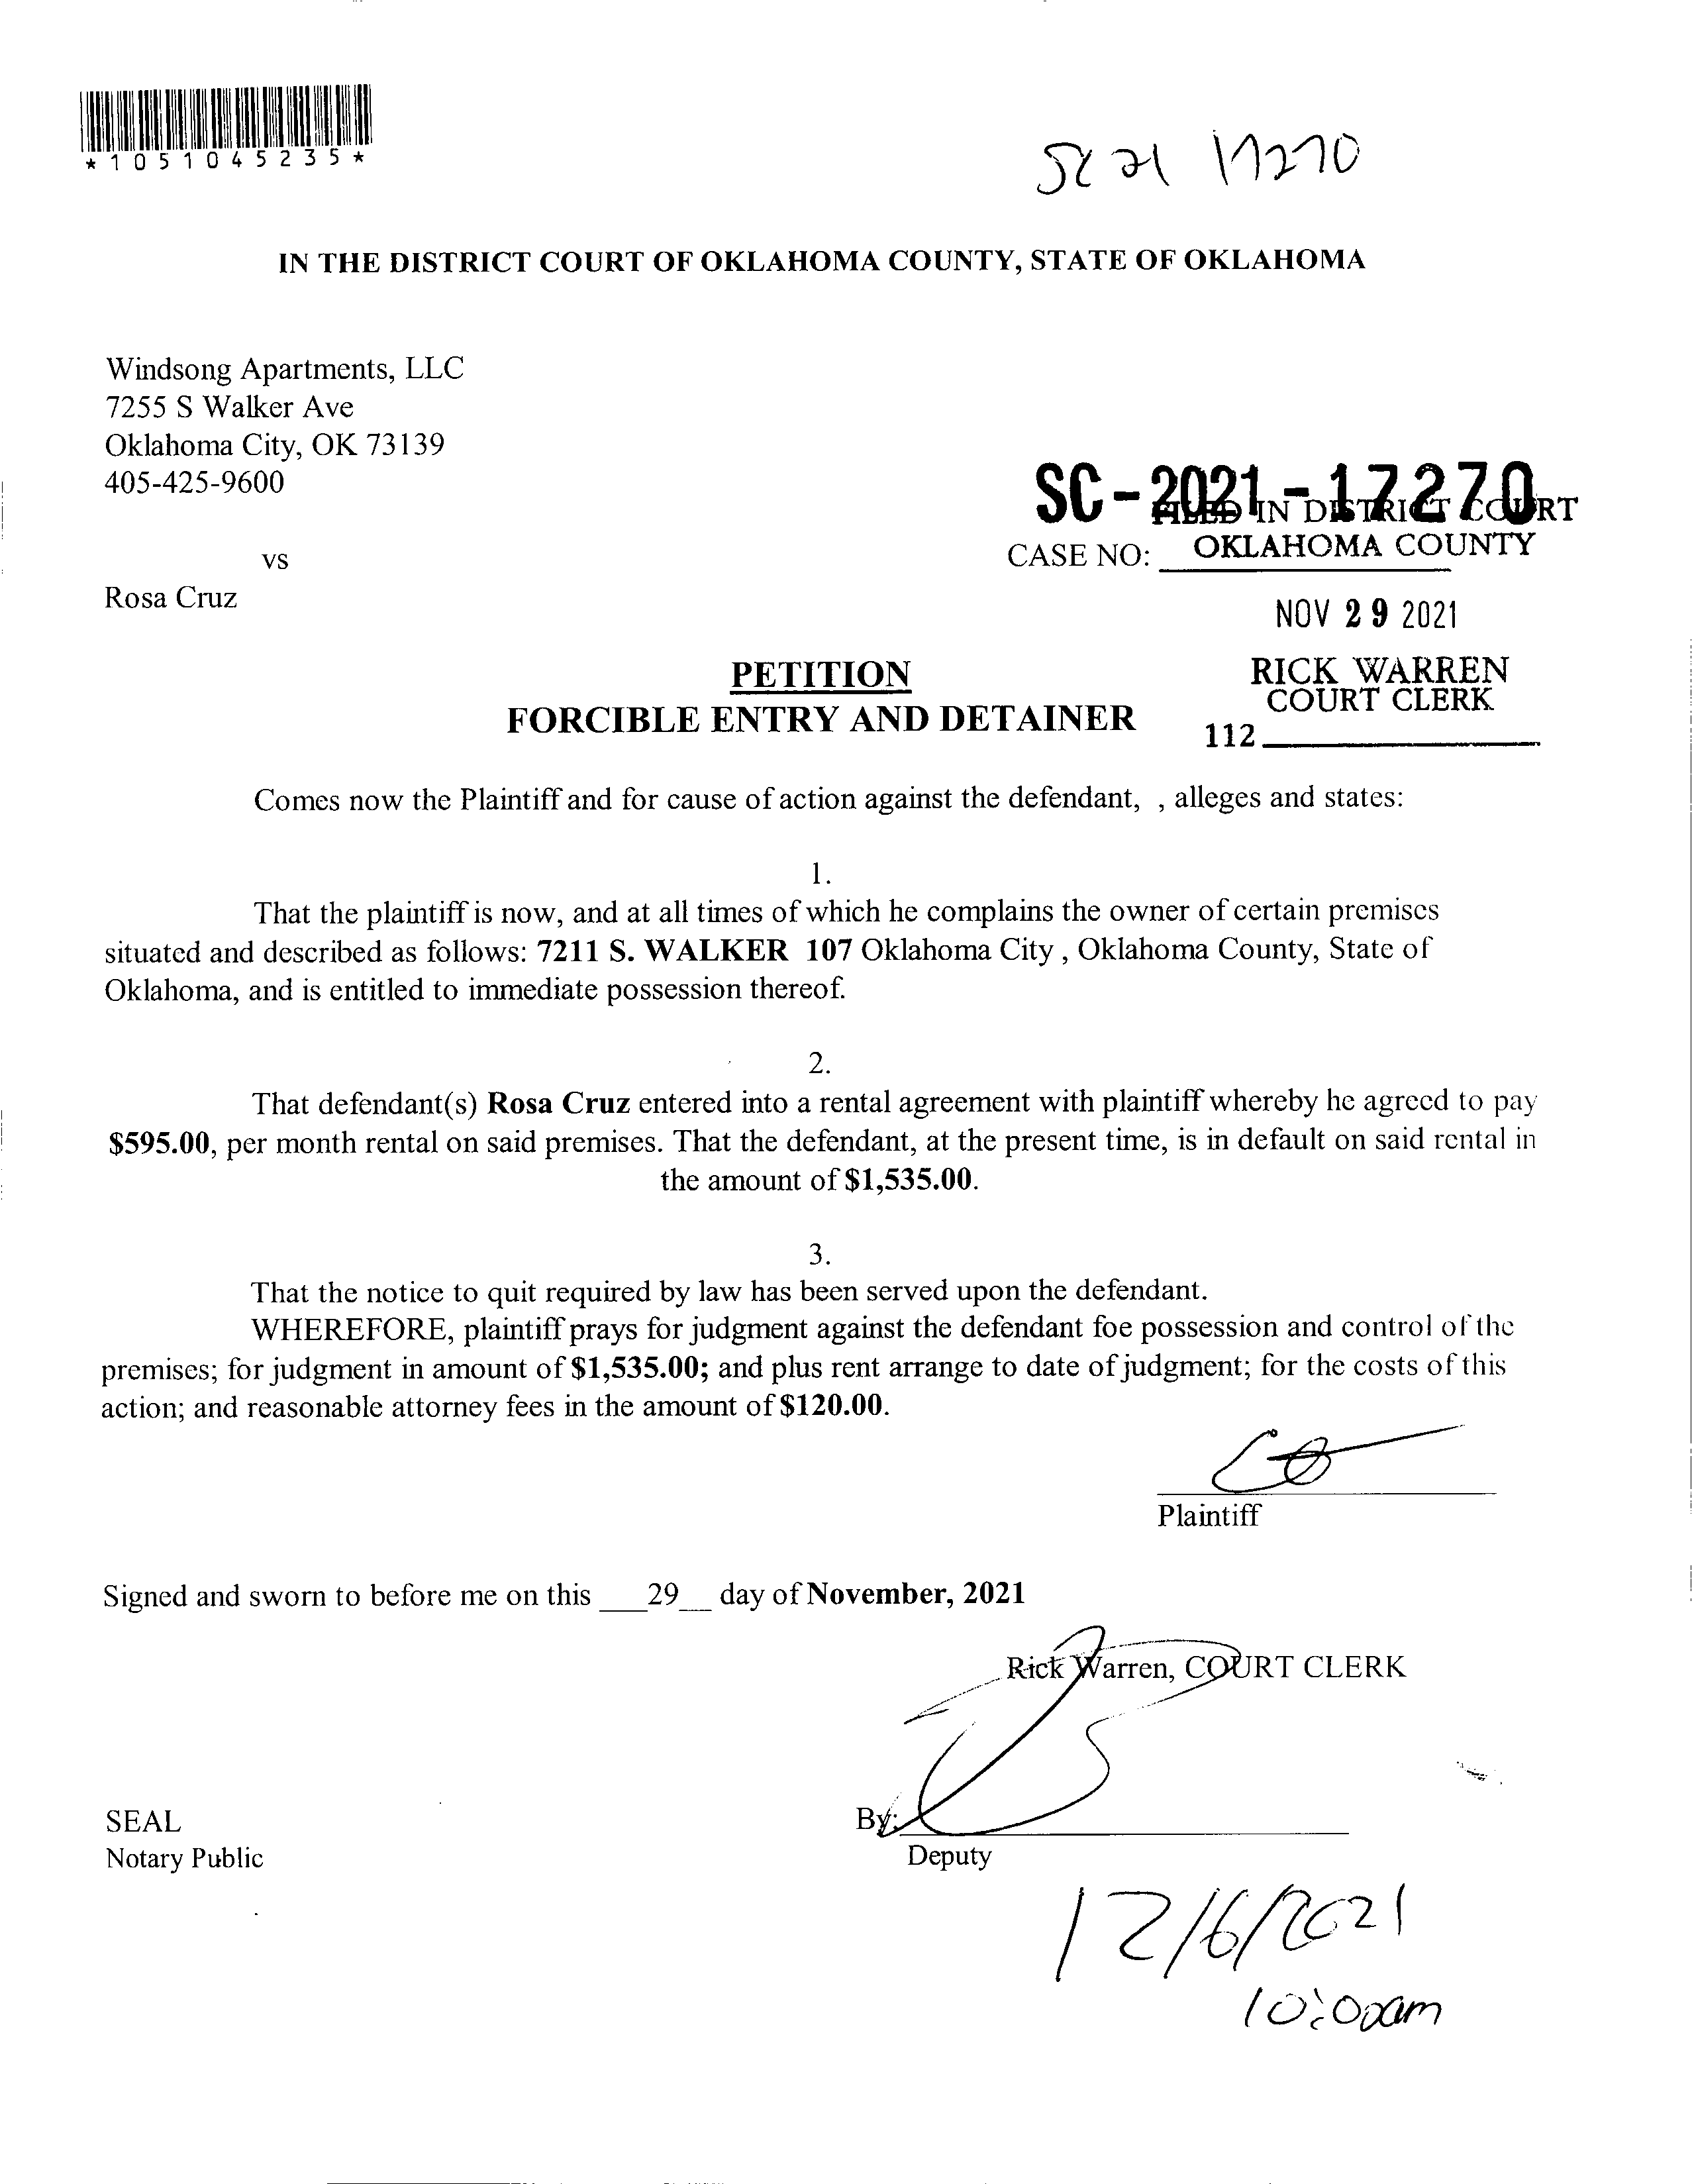 *1051045235*
SC 21 17270
IN THE DISTRICT COURT OF OKLAHOMA COUNTY, STATE OF OKLAHOMA
Windsong Apartments, LLC
7255 S Walker Ave
Oklahoma City, OK 73139
405-425-9600
SC-2021-17270
FILED IN DISTRICT COURT
CASE NO: OKLAHOMA COUNTY
vs
Rosa Cruz
NOV 29 2021
PETITION
RICK WARREN
COURT CLERK
FORCIBLE ENTRY AND DETAINER
112
Comes now the Plaintiff and for cause of action against the defendant, , alleges and states:
1.
That the plaintiff is now, and at all times of which he complains the owner of certain premises
situated and described as follows: 7211 S. WALKER 107 Oklahoma City , Oklahoma County, State of
Oklahoma, and is entitled to immediate possession thereof.
2.
That defendant(s) Rosa Cruz entered into a rental agreement with plaintiff whereby he agreed to pay
$595.00, per month rental on said premises. That the defendant, at the present time, is in default on said rental in
the amount of $1,535.00.
3.
That the notice to quit required by law has been served upon the defendant.
WHEREFORE, plaintiff prays for judgment against the defendant foe possession and control of the
premises; for judgment in amount of $1,535.00; and plus rent arrange to date of judgment; for the costs of this
action; and reasonable attorney fees in the amount of $120.00.
Plaintiff
Signed and sworn to before me on this ___29__ day of November, 2021
Rick Warren, COURT CLERK
SEAL
By:
Notary Public
Deputy
12/6/2021
10:00am